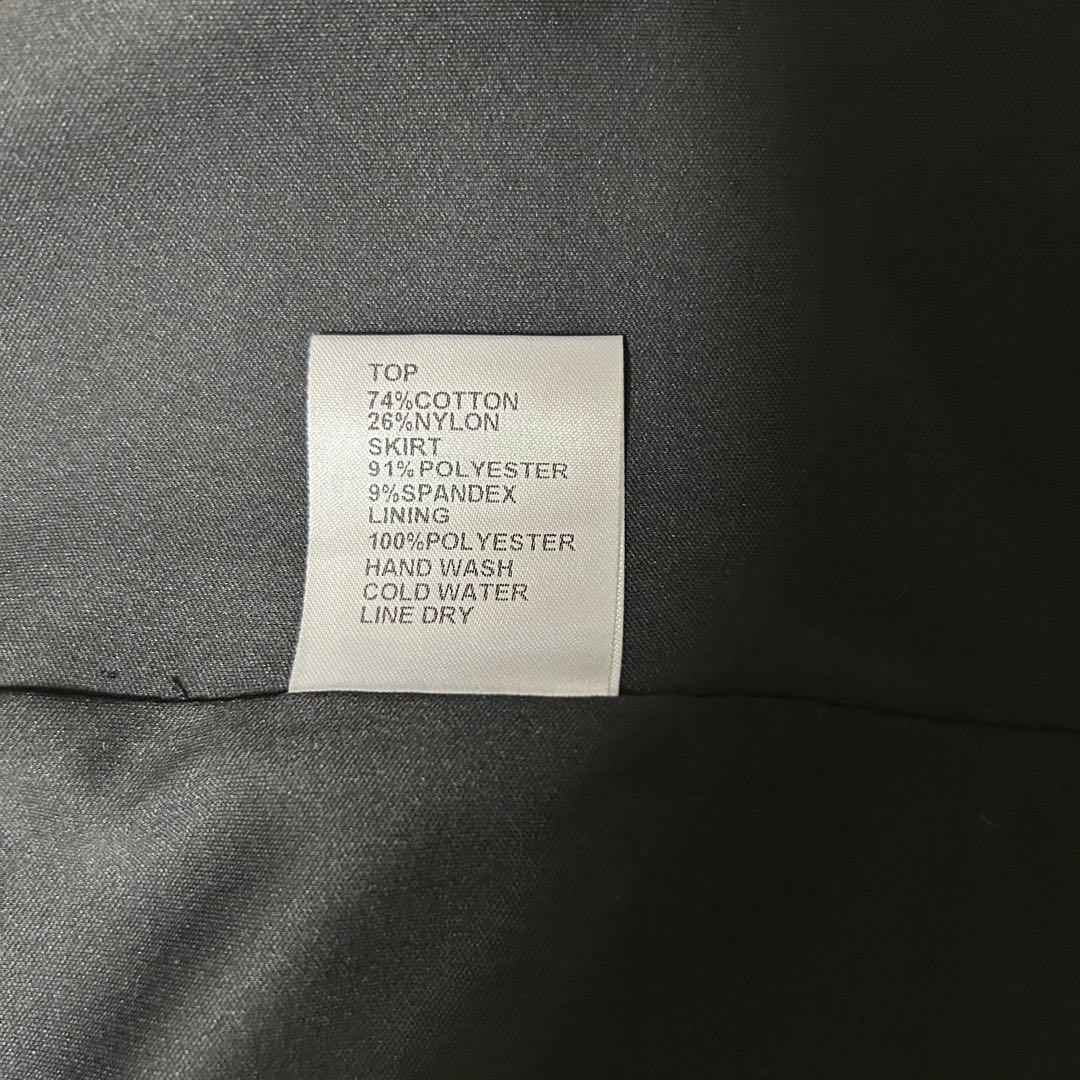 TOP
74%COTTON
26%NYLON
SKIRT
91%POLYESTER
9%SPANDEX
LINING
100%POLYESTER
HAND WASH
COLD WATER
LINE DRY